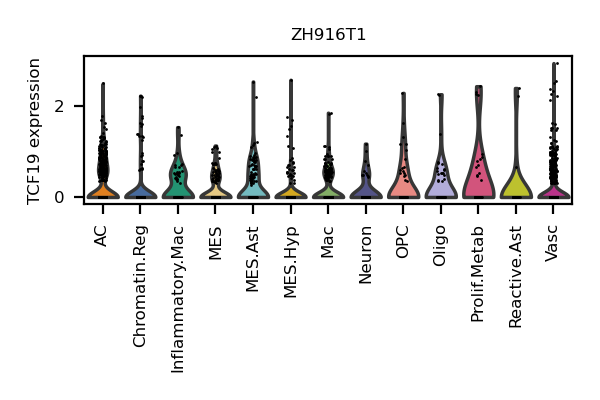 ZH916T1
TCF19 expression
2
0
AC
Chromatin.Reg
Inflammatory.Mac
MES
MES.Ast
MES.Hyp
Mac
Neuron
OPC
Oligo
Prolif.Metab
Reactive.Ast
Vasc